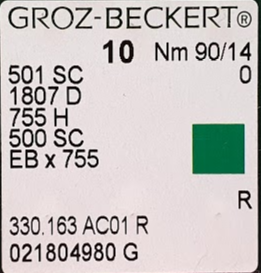 GROZ-BECKERT®
10 Nm 90/14
501 SC 0
1807 D
755 H
500 SC
EB x 755
R
330.163 AC01 R
021804980 G